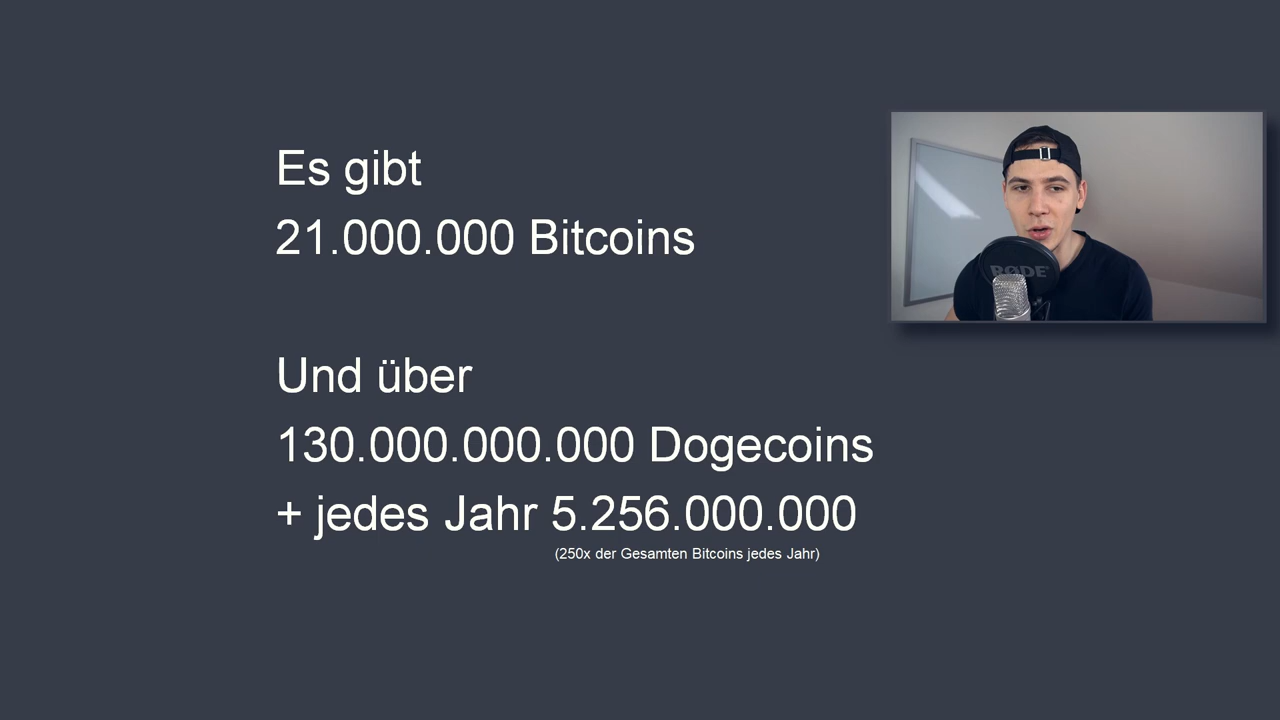 Es gibt
21.000.000 Bitcoins
Und über
130.000.000.000 Dogecoins
+ jedes Jahr 5.256.000.000
(250x der Gesamten Bitcoins jedes Jahr)
RODE